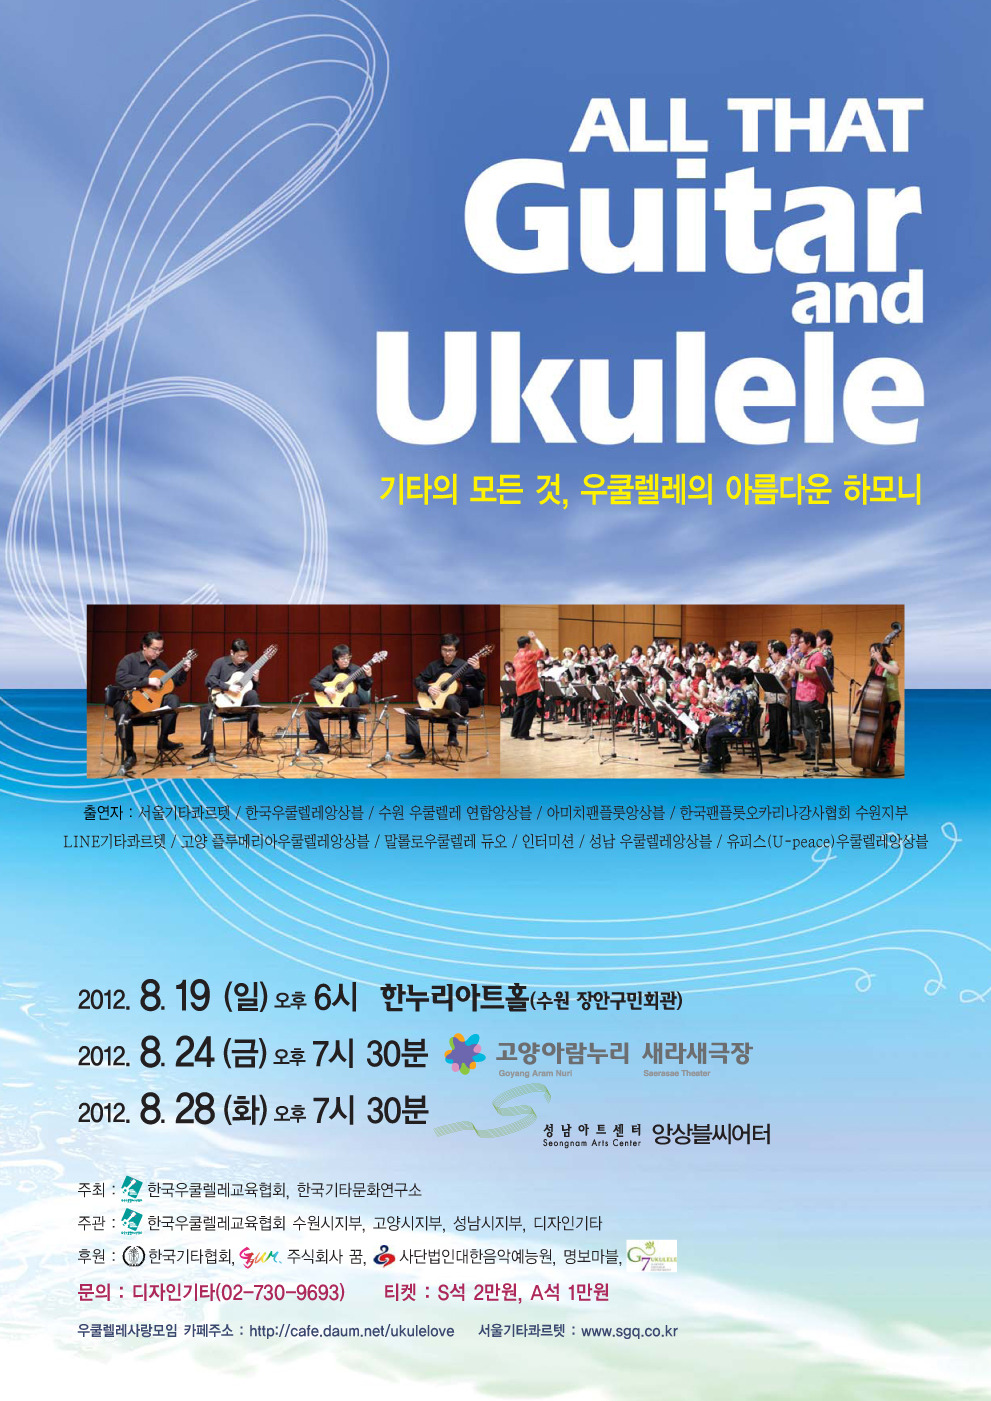 ALL THAT
Guitar
and
Ukulele
기타의 모든 것, 우쿨렐레의 아름다운 하모니
출연자 : 서울기타콰르텟 / 한국우쿨렐레앙상블 / 수원 우쿨렐레 연합앙상블 / 아미치팬플룻앙상블 / 한국팬플룻오카리나강사협회 수원지부
LINE기타콰르텟 / 고양 플루메리아우쿨렐레앙상블 / 말롤로우쿨렐레 듀오 / 인터미션 / 성남 우쿨렐레앙상블 / 유피스(U-peace)우쿨렐레앙상블
2012. 8. 19 (일) 오후 6시 한누리아트홀(수원 장안구민회관)
2012. 8. 24 (금) 오후 7시 30분 고양아람누리 새라새극장
Goyang Aram Nuri Saerasae Theater
2012. 8. 28 (화) 오후 7시 30분
성남아트센터 앙상블씨어터
Seongnam Arts Center
주최 : 한국우쿨렐레교육협회, 한국기타문화연구소
주관 : 한국우쿨렐레교육협회 수원시지부, 고양시지부, 성남시지부, 디자인기타
후원 : 한국기타협회, 주식회사 꿈, 사단법인대한음악예능원, 명보마블, G7 UKULELE
문의 : 디자인기타(02-730-9693) 티켓 : S석 2만원, A석 1만원
우쿨렐레사랑모임 카페주소 : http://cafe.daum.net/ukulelove 서울기타콰르텟 : www.sgq.co.kr